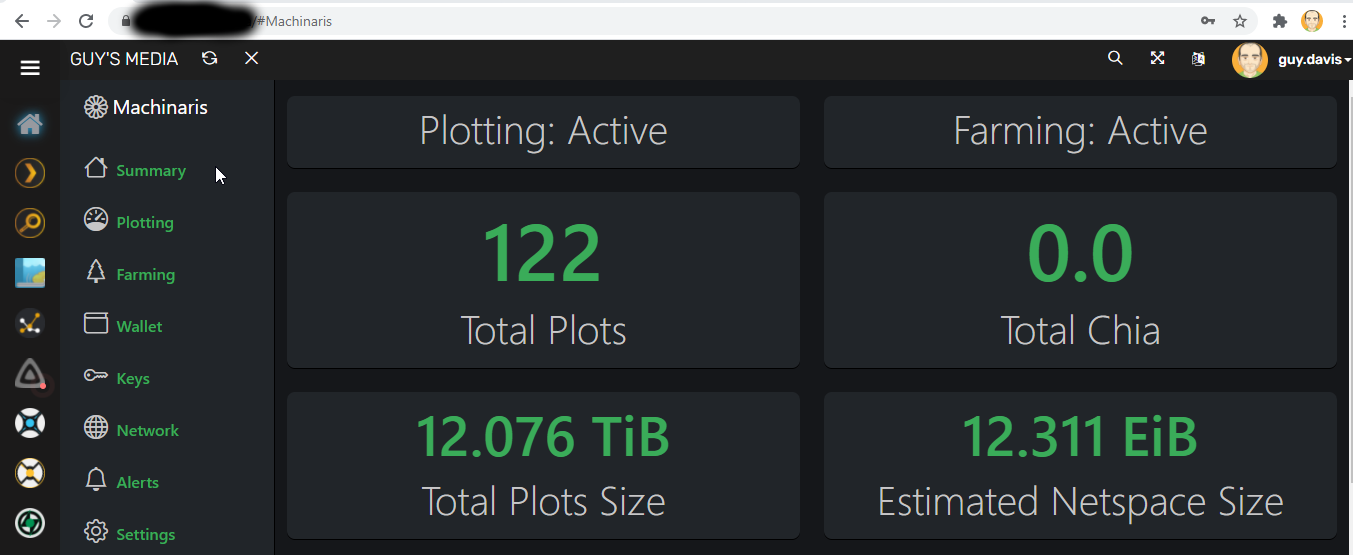 /#Machinaris
GUY'S MEDIA
guy.davis
Machinaris
Summary
Plotting
Farming
Wallet
Keys
Network
Alerts
Settings
Plotting: Active
Farming: Active
122
Total Plots
0.0
Total Chia
12.076 TiB
Total Plots Size
12.311 EiB
Estimated Netspace Size